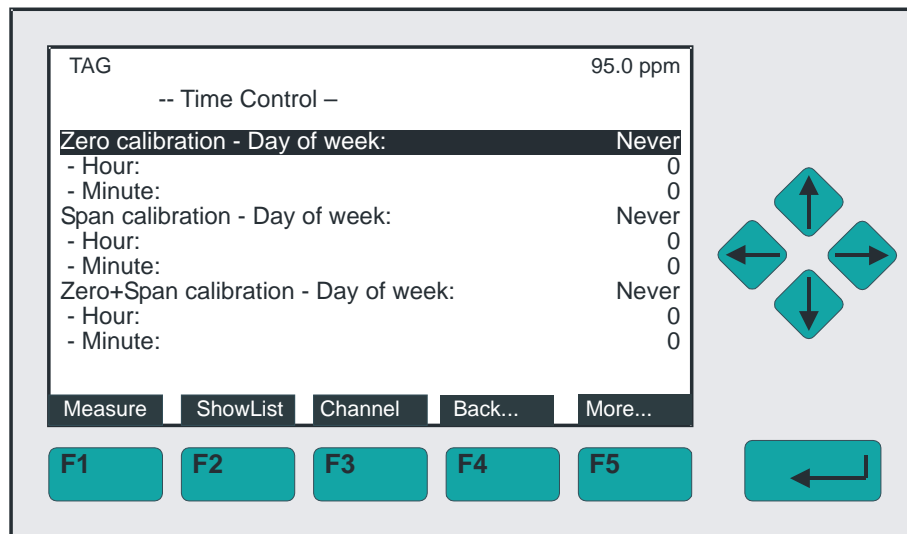 TAG 95.0 ppm
-- Time Control –
Zero calibration - Day of week: Never
- Hour: 0
- Minute: 0
Span calibration - Day of week: Never
- Hour: 0
- Minute: 0
Zero+Span calibration - Day of week: Never
- Hour: 0
- Minute: 0
Measure ShowList Channel Back... More...
F1 F2 F3 F4 F5